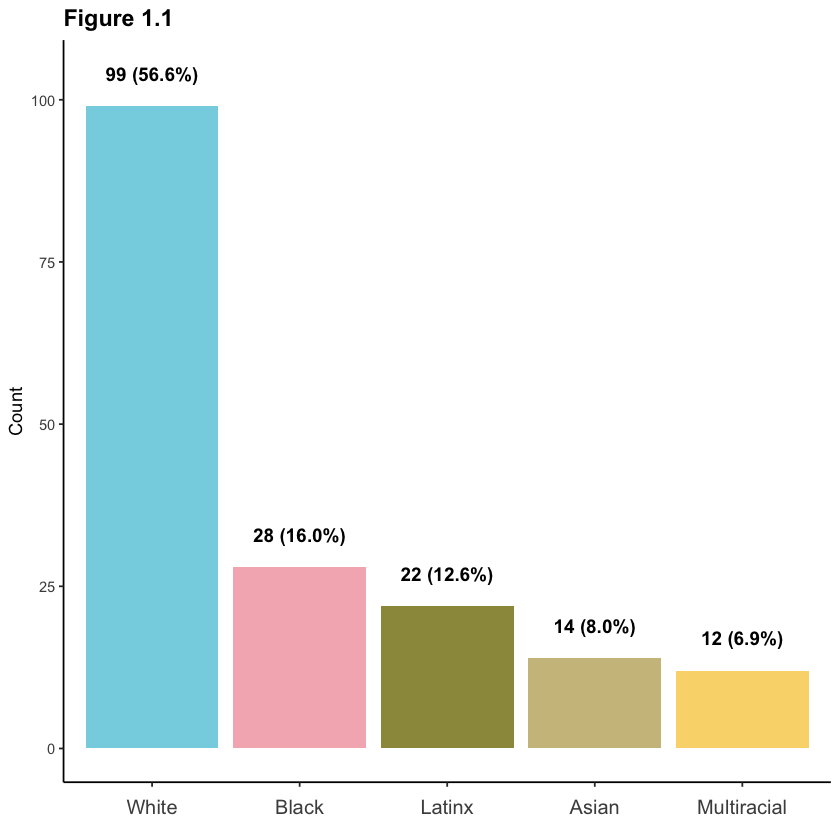 Figure 1.1
99 (56.6%)
100
75
Count
50
28 (16.0%)
25
22 (12.6%)
14 (8.0%)
12 (6.9%)
0
White
Black
Latinx
Asian
Multiracial